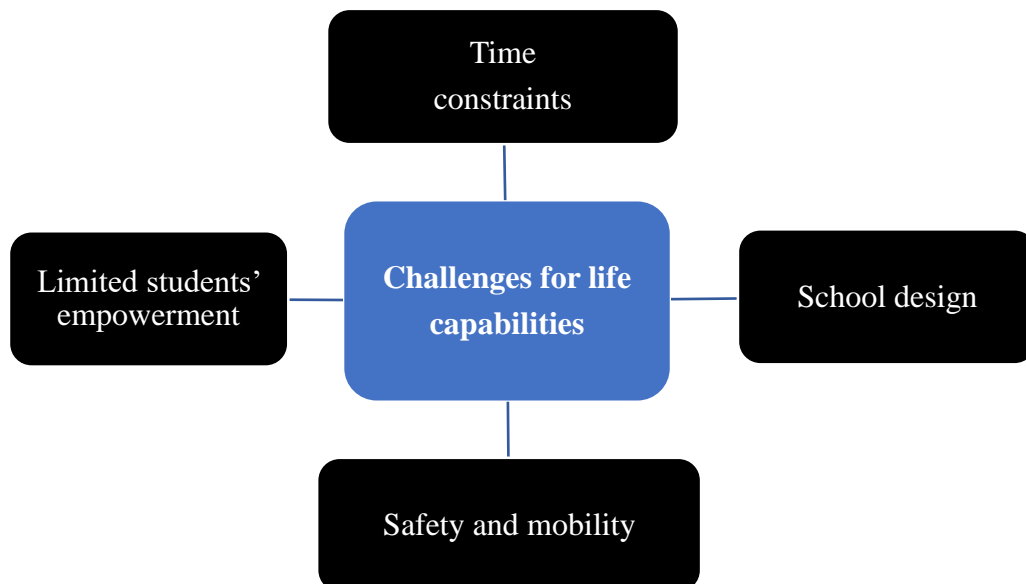 Time
constraints
Limited students’
empowerment
Challenges for life
capabilities
School design
Safety and mobility